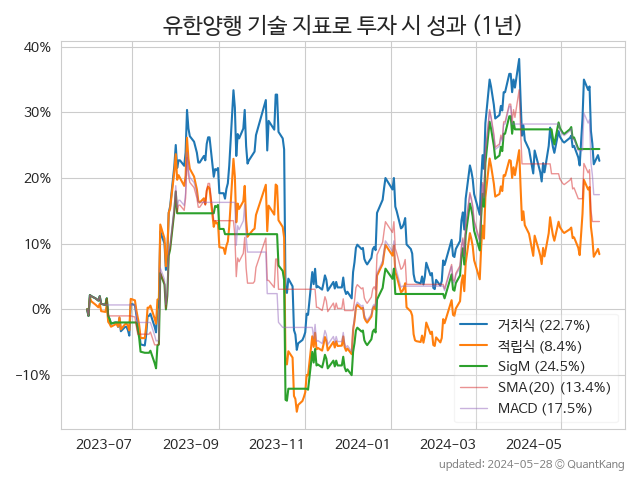 유한양행 기술 지표로 투자 시 성과 (1년)
40%
30%
20%
10%
0%
−10%
거치식 (22.7%)
적립식 (8.4%)
SigM (24.5%)
SMA(20) (13.4%)
MACD (17.5%)
2023-07
2023-09
2023-11
2024-01
2024-03
2024-05
updated: 2024-05-28 © QuantKang